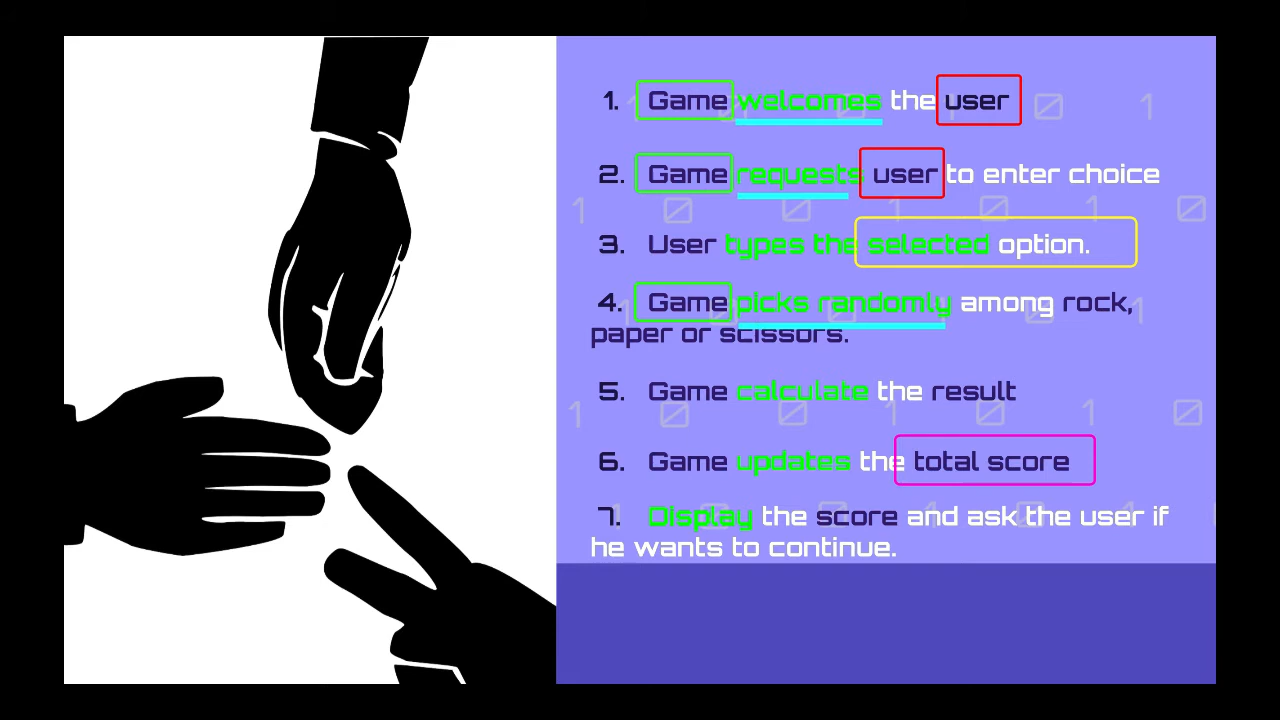 1. Game welcomes the user
2. Game requests user to enter choice
3. User types the selected option.
4. Game picks randomly among rock,
paper or scissors.
5. Game calculate the result
6. Game updates the total score
7. Display the score and ask the user if
he wants to continue.